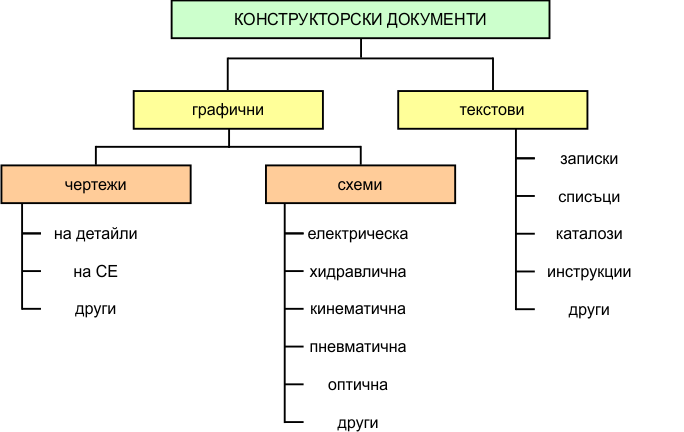 КОНСТРУКТОРСКИ ДОКУМЕНТИ
графични
текстови
чертежи
схеми
на детайли
на СЕ
други
електрическа
хидравлична
кинематична
пневматична
оптична
други
записки
списъци
каталози
инструкции
други